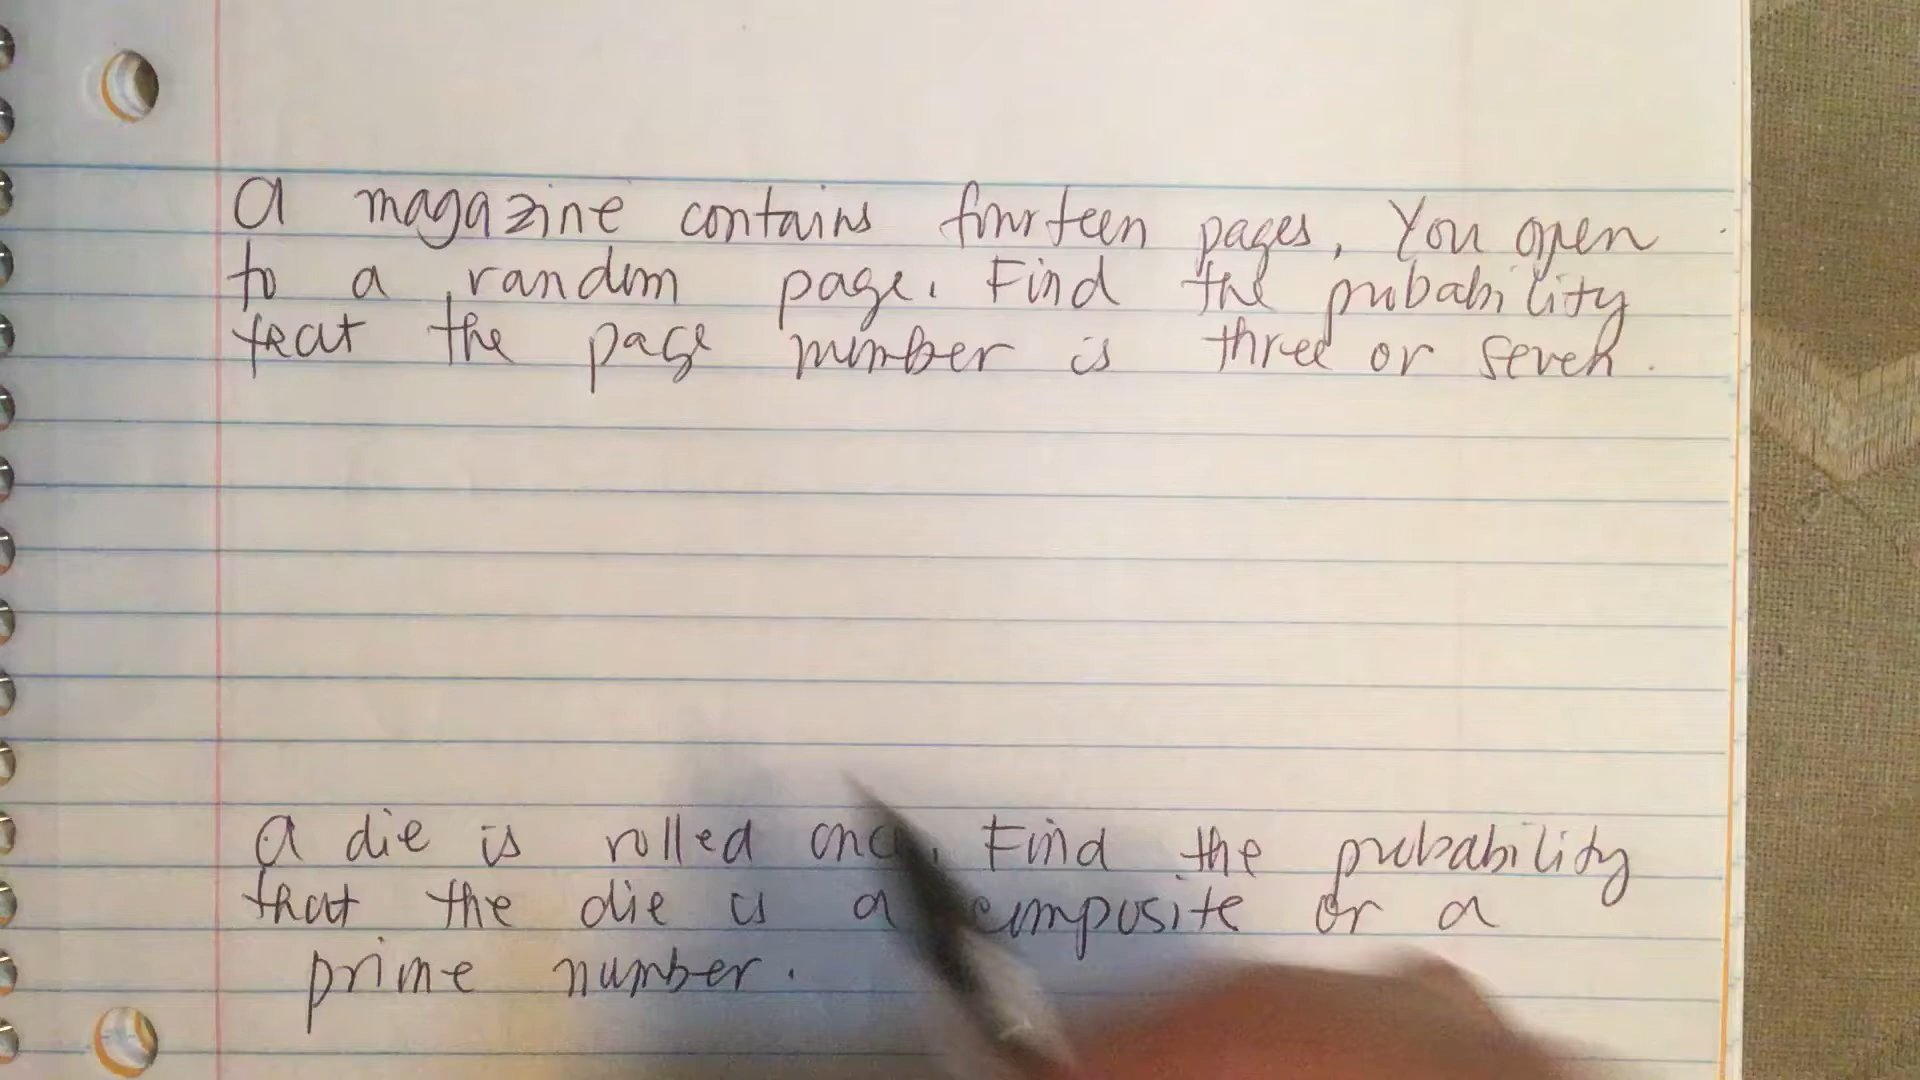 A magazine contains fourteen pages. You open
to a random page. Find the probability
that the page number is three or seven.
A die is rolled once. Find the probability
that the die is a composite or a
prime number.